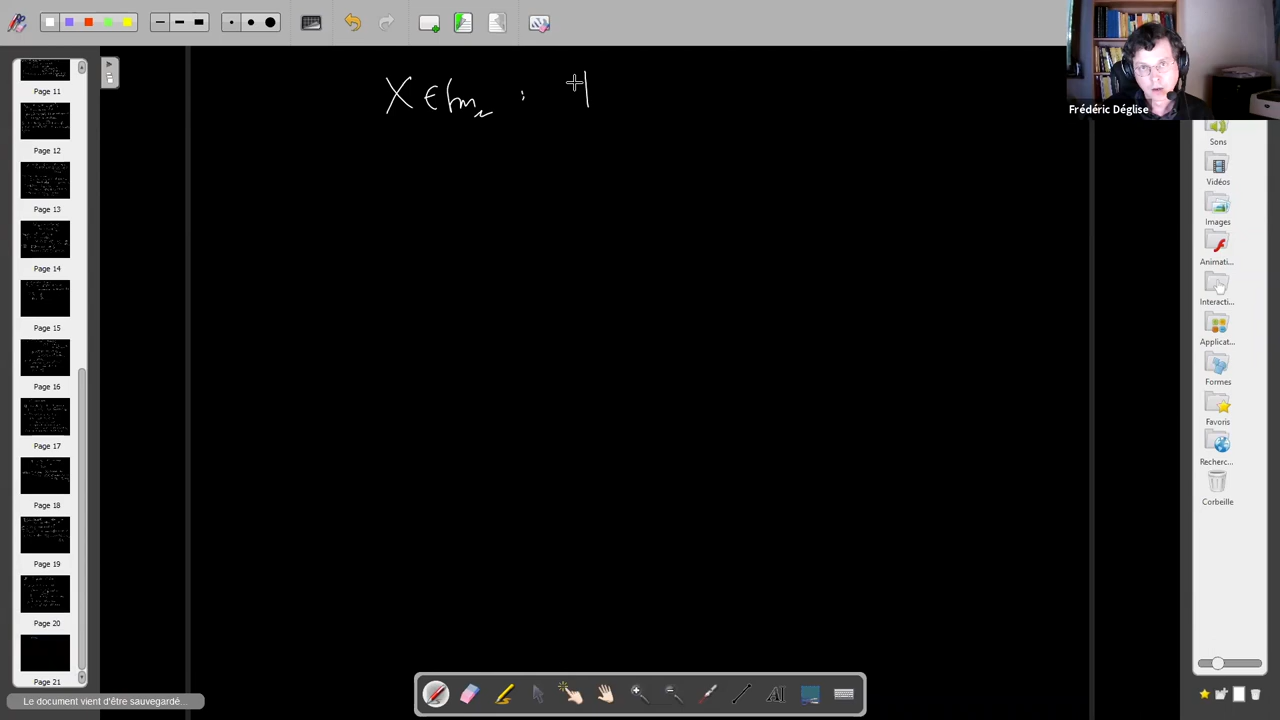 Frédéric Déglise
Page 11
Page 12
Page 13
Page 14
Page 15
Page 16
Page 17
Page 18
Page 19
Page 20
Page 21
X ∈
Sons
Vidéos
Images
Animati...
Interacti...
Applicat...
Formes
Favoris
Recherc...
Corbeille
AI
Le document vient d'être sauvegardé...